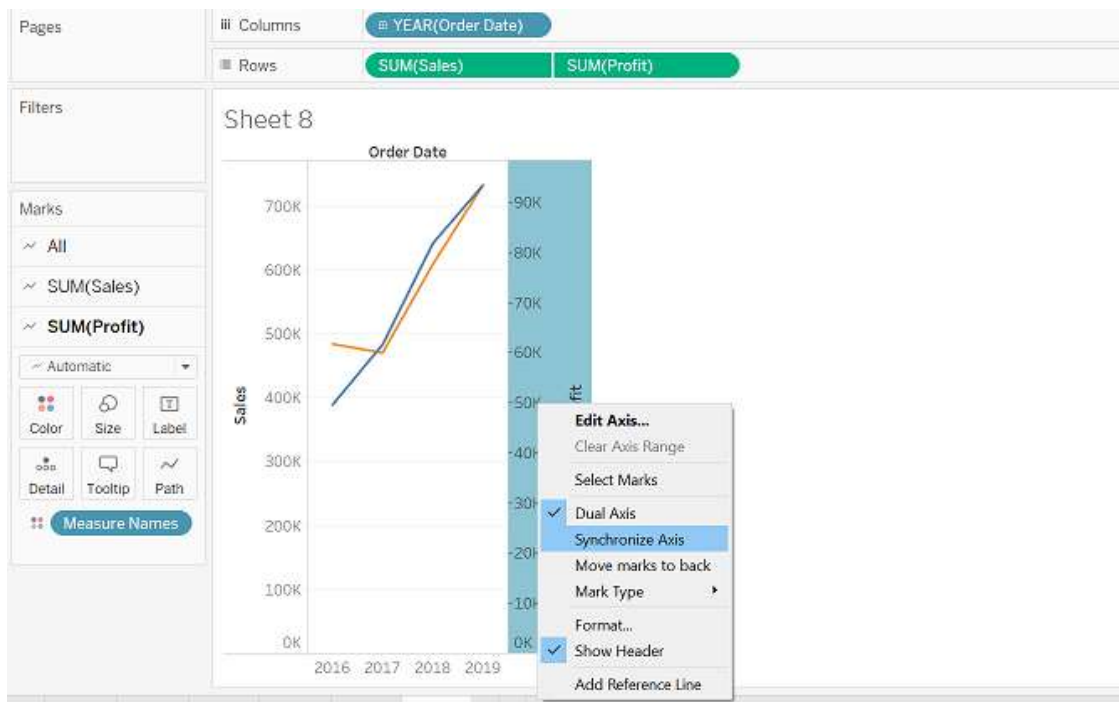 Pages
Columns
YEAR(Order Date)
Rows
SUM(Sales)
SUM(Profit)
Filters
Sheet 8
Order Date
Marks
All
SUM(Sales)
SUM(Profit)
Automatic
Color
Size
Label
Detail
Tooltip
Path
Measure Names
Sales
700K
600K
500K
400K
300K
200K
100K
0K
2016 2017 2018 2019
90K
80K
70K
60K
50K
40K
30K
20K
10K
0K
Edit Axis...
Clear Axis Range
Select Marks
Dual Axis
Synchronize Axis
Move marks to back
Mark Type
Format...
Show Header
Add Reference Line